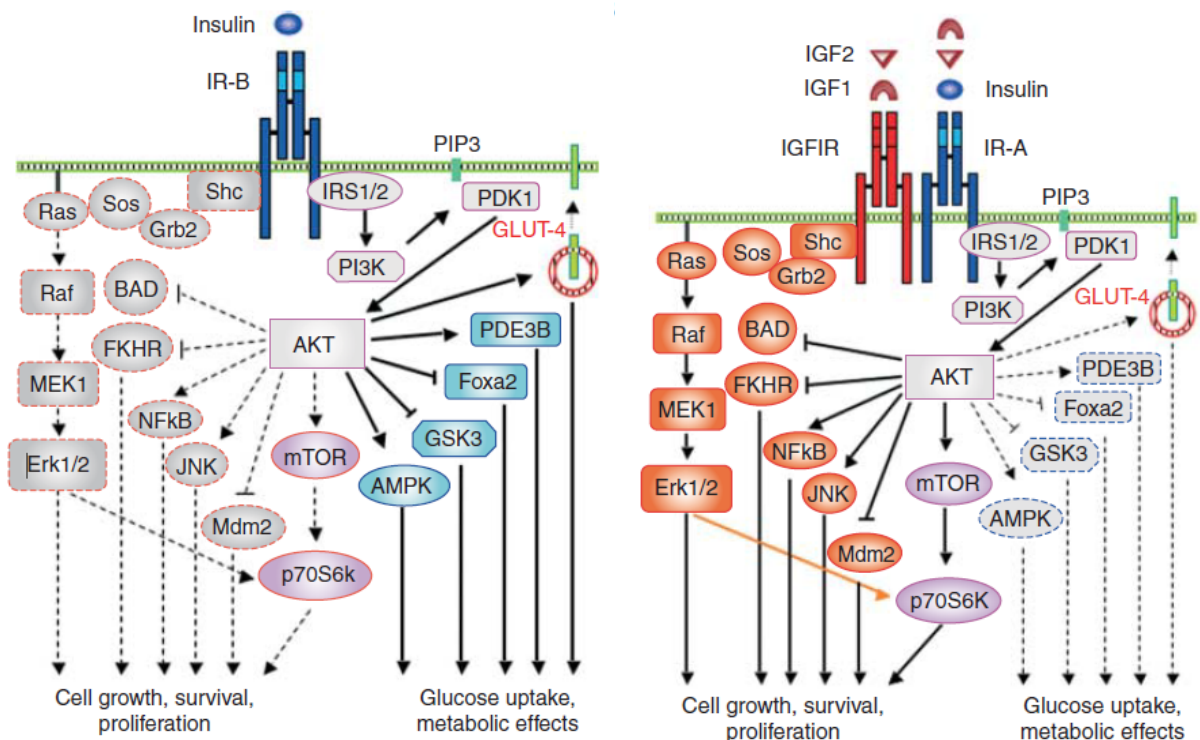 Insulin
IR-B
PIP3
Shc
IRS1/2
PDK1
Ras
Sos
Grb2
GLUT-4
PI3K
Raf
BAD
AKT
PDE3B
FKHR
MEK1
Foxa2
NFkB
GSK3
Erk1/2
JNK
mTOR
AMPK
Mdm2
p70S6k
Cell growth, survival,
proliferation
Glucose uptake,
metabolic effects
IGF2
IGF1
Insulin
IGFIR
IR-A
PIP3
Shc
IRS1/2
PDK1
Ras
Sos
Grb2
GLUT-4
PI3K
Raf
BAD
AKT
PDE3B
FKHR
MEK1
Foxa2
NFkB
GSK3
Erk1/2
JNK
mTOR
AMPK
Mdm2
p70S6K
Cell growth, survival,
proliferation
Glucose uptake,
metabolic effects